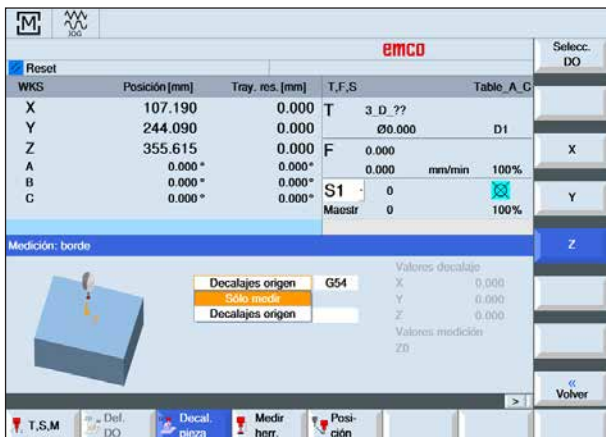 M JOG
emco
Selecc. DO
Reset
WKS Posición [mm] Tray. res. [mm] T,F,S Table_A_C
X 107.190 0.000 T 3_D_??
Y 244.090 0.000 Ø0.000 D1
Z 355.615 0.000 F 0.000
X
A 0.000° 0.000° 0.000 mm/min 100%
B 0.000° 0.000° S1 0
Y
C 0.000° 0.000° Maestr 0 100%
Medición: borde
Z
Valores decalaje
Decalajes origen G54 X 0.000
Sólo medir Y 0.000
Decalajes origen Z 0.000
Valores medición
Z0
«
Volver
>
T,S,M
Def. DO
Decal. pieza
Medir herr.
Posi-
ción